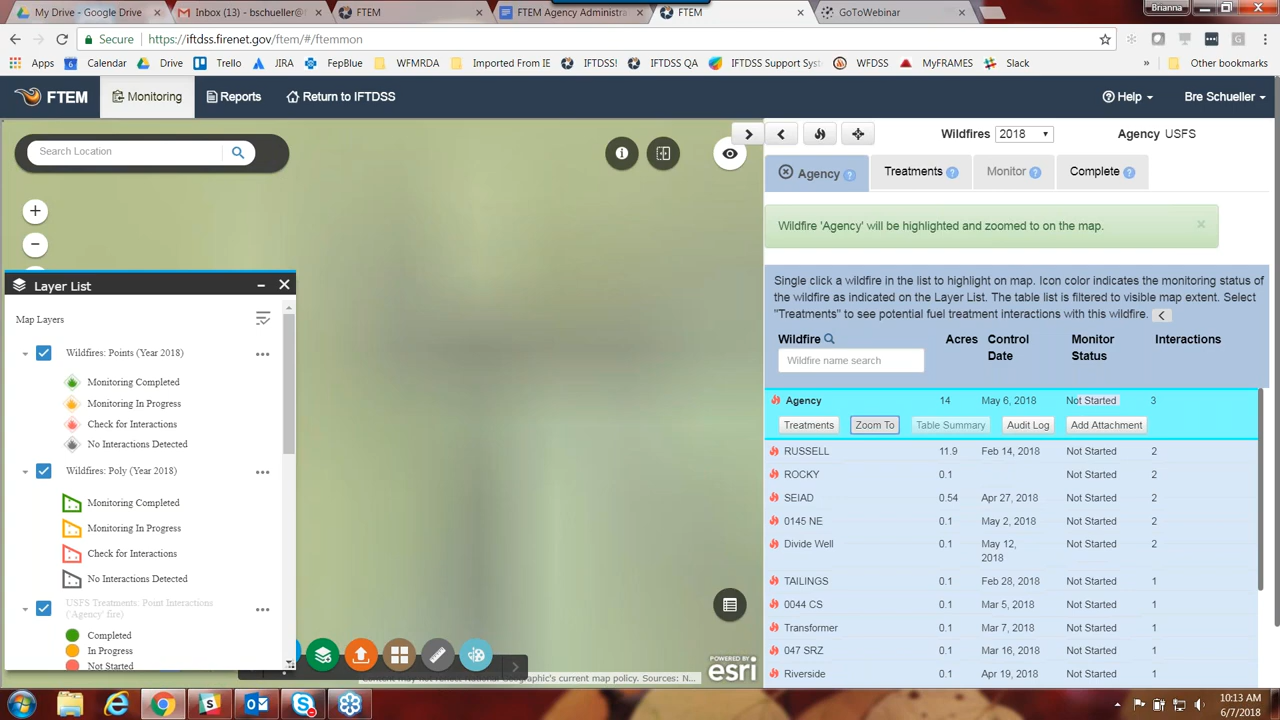 My Drive - Google Drive
Inbox (13) - bschueller@f
FTEM
FTEM Agency Administra
FTEM
GoToWebinar
Brianna
Secure
https://iftdss.firenet.gov/ftem/#/ftemmon
Apps
Calendar
Drive
Trello
JIRA
FepBlue
WFMRDA
Imported From IE
IFTDSS!
IFTDSS QA
IFTDSS Support Syst
WFDSS
MyFRAMES
Slack
»
Other bookmarks
FTEM
Monitoring
Reports
Return to IFTDSS
Help
Bre Schueller
Search Location
Wildfires 2018
Agency USFS
Agency
Treatments
Monitor
Complete
Wildfire 'Agency' will be highlighted and zoomed to on the map.
Single click a wildfire in the list to highlight on map. Icon color indicates the monitoring status of
the wildfire as indicated on the Layer List. The table list is filtered to visible map extent. Select
"Treatments" to see potential fuel treatment interactions with this wildfire.
Wildfire Acres Control Date Monitor Status Interactions
Wildfire name search
Agency 14 May 6, 2018 Not Started 3
Treatments Zoom To Table Summary Audit Log Add Attachment
RUSSELL 11.9 Feb 14, 2018 Not Started 2
ROCKY 0.1 Not Started 2
SEIAD 0.54 Apr 27, 2018 Not Started 2
0145 NE 0.1 May 2, 2018 Not Started 2
Divide Well 0.1 May 12, 2018 Not Started 2
TAILINGS 0.1 Feb 28, 2018 Not Started 1
0044 CS 0.1 Mar 5, 2018 Not Started 1
Transformer 0.1 Mar 7, 2018 Not Started 1
047 SRZ 0.1 Mar 16, 2018 Not Started 1
Riverside 0.1 Apr 19, 2018 Not Started 1
Layer List
Map Layers
Wildfires: Points (Year 2018)
Monitoring Completed
Monitoring In Progress
Check for Interactions
No Interactions Detected
Wildfires: Poly (Year 2018)
Monitoring Completed
Monitoring In Progress
Check for Interactions
No Interactions Detected
USFS Treatments: Point Interactions
('Agency' fire)
Completed
In Progress
Not Started
National Geographic's current map policy. Sources: N...
POWERED BY
esri
10:13 AM
6/7/2018